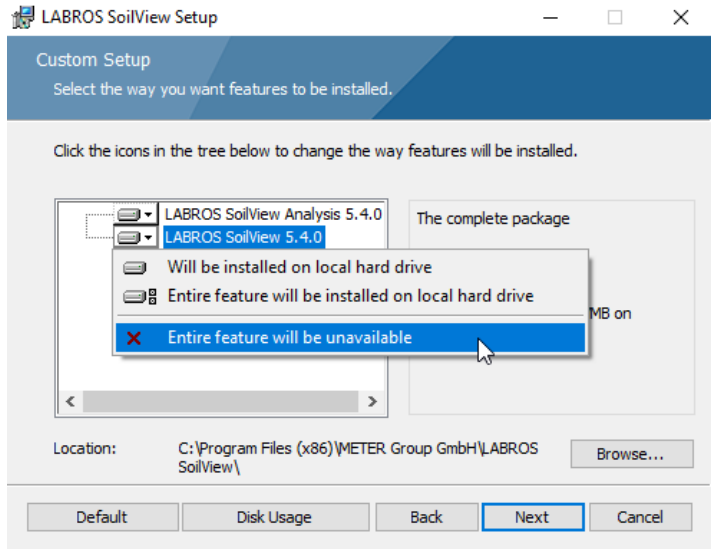 LABROS SoilView Setup
Custom Setup
Select the way you want features to be installed.
Click the icons in the tree below to change the way features will be installed.
LABROS SoilView Analysis 5.4.0
LABROS SoilView 5.4.0
The complete package
Will be installed on local hard drive
Entire feature will be installed on local hard drive
MB on
Entire feature will be unavailable
Location:
C:\Program Files (x86)\METER Group GmbH\LABROS
SoilView\
Browse...
Default
Disk Usage
Back
Next
Cancel